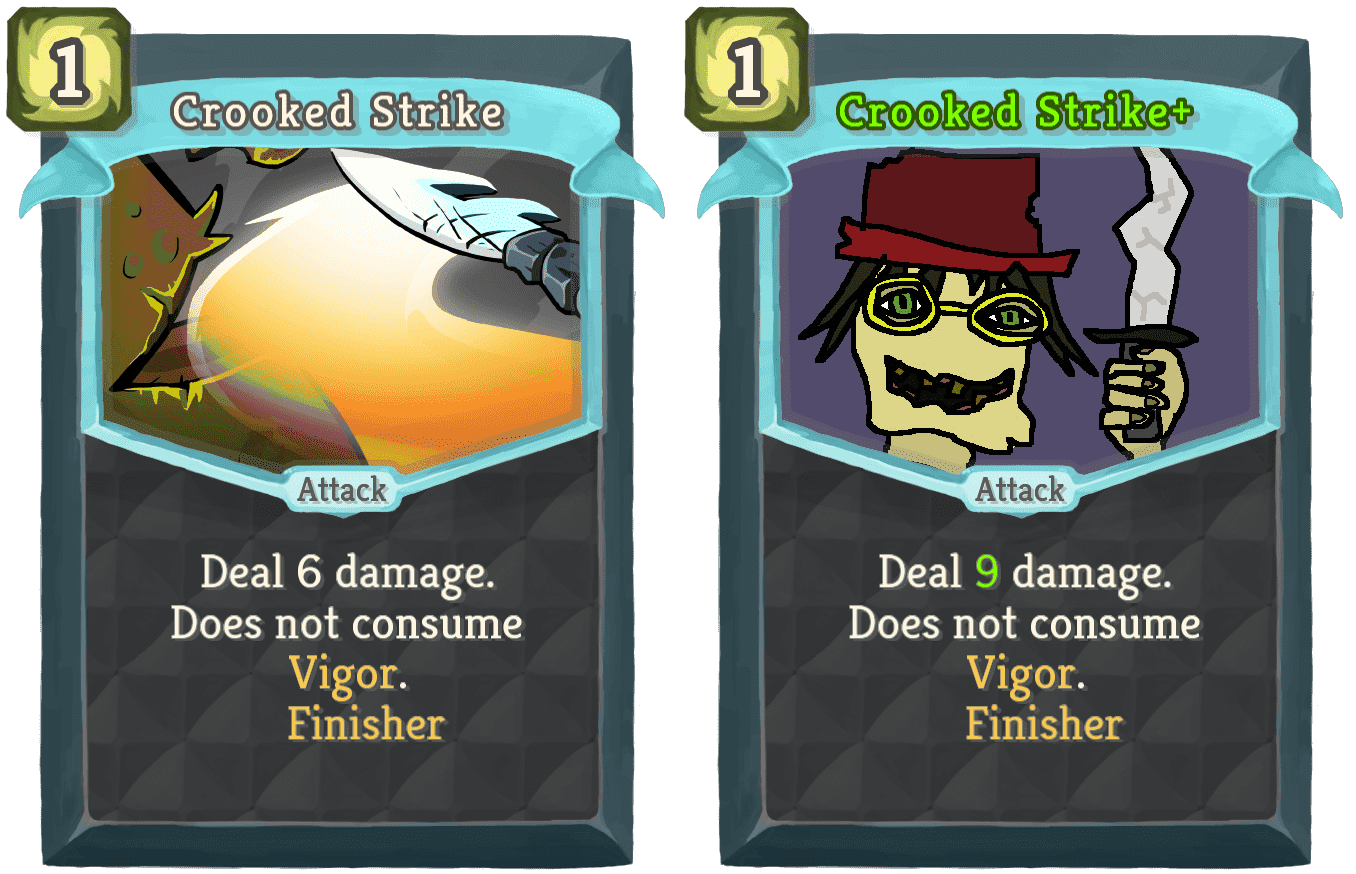 1
Crooked Strike
Attack
Deal 6 damage.
Does not consume
Vigor.
Finisher
1
Crooked Strike+
Attack
Deal 9 damage.
Does not consume
Vigor.
Finisher